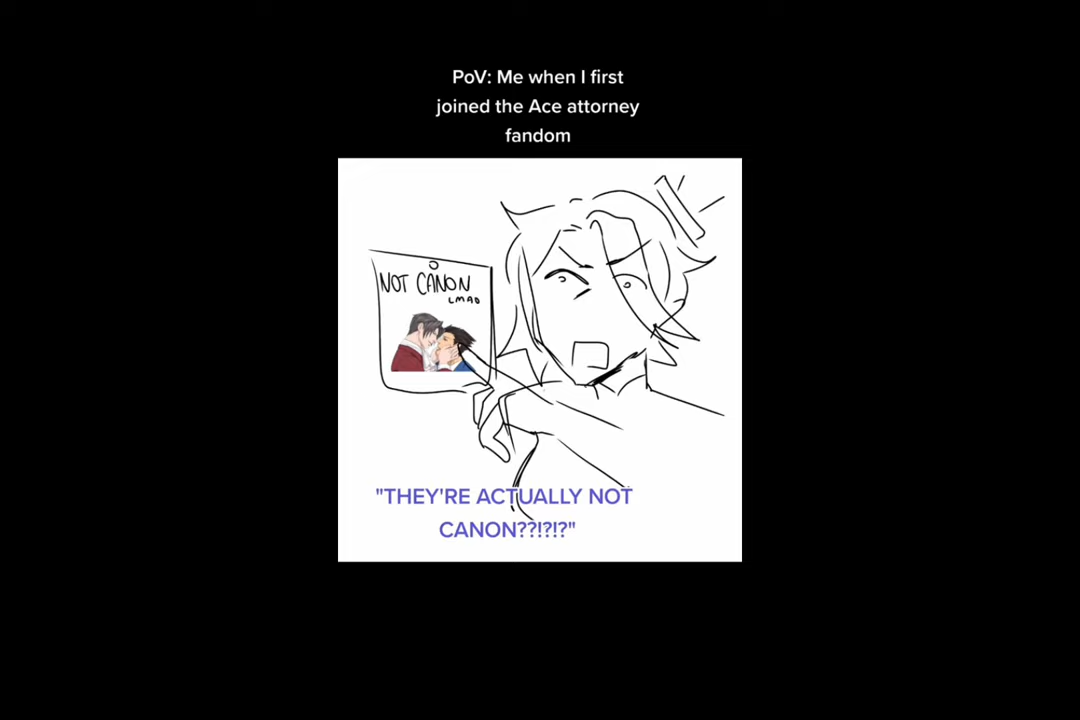 PoV: Me when I first
joined the Ace attorney
fandom
NOT CANON
LMAO
"THEY'RE ACTUALLY NOT
CANON??!?!?"